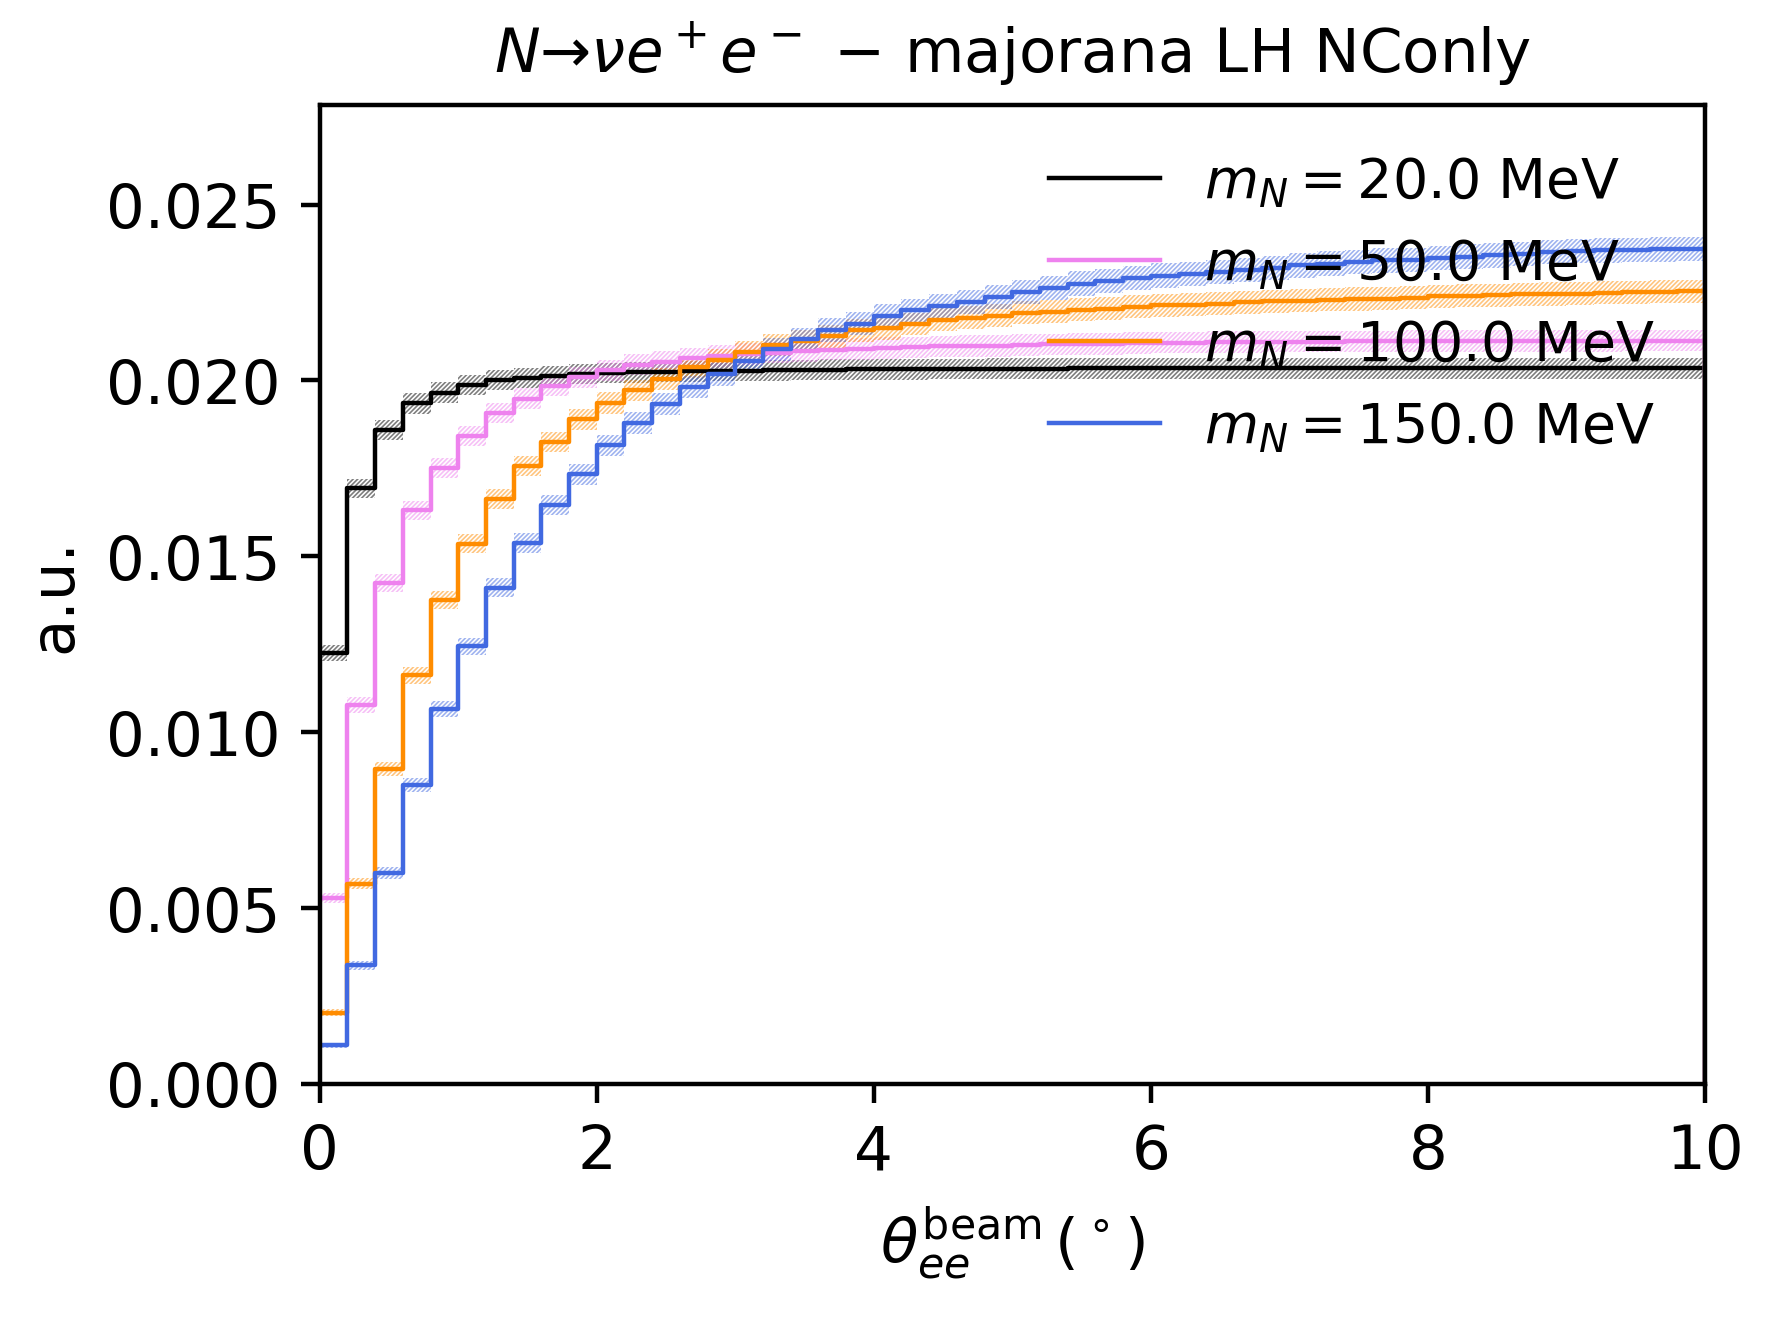 N→νe⁺e⁻ − majorana LH NConly
0.025
0.020
0.015
0.010
0.005
0.000
a.u.
m_N = 20.0 MeV
m_N = 50.0 MeV
m_N = 100.0 MeV
m_N = 150.0 MeV
0 2 4 6 8 10
θ_ee^beam (°)